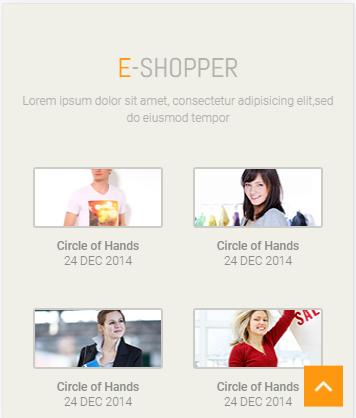 E-SHOPPER
Lorem ipsum dolor sit amet, consectetur adipisicing elit,sed
do eiusmod tempor
SAL
Circle of Hands
24 DEC 2014
Circle of Hands
24 DEC 2014
Circle of Hands
24 DEC 2014
Circle of Hands
24 DEC 2014